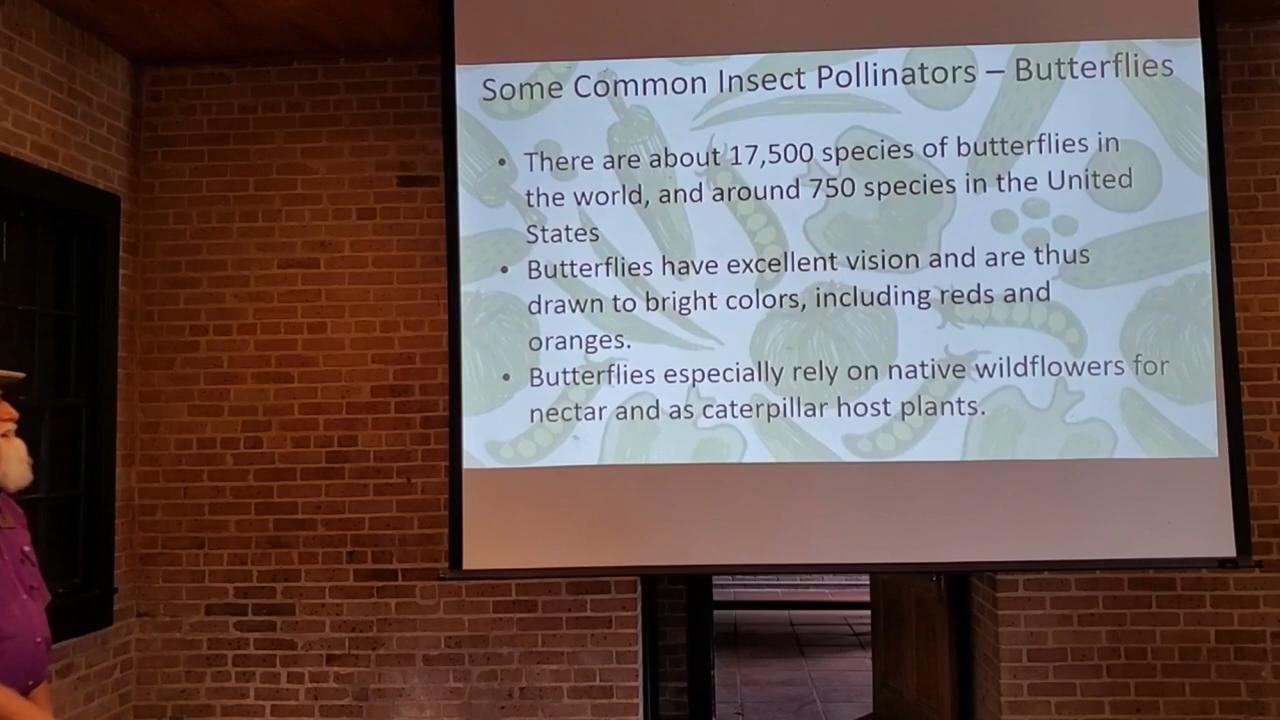 Some Common Insect Pollinators – Butterflies
• There are about 17,500 species of butterflies in
the world, and around 750 species in the United
States
• Butterflies have excellent vision and are thus
drawn to bright colors, including reds and
oranges.
• Butterflies especially rely on native wildflowers for
nectar and as caterpillar host plants.